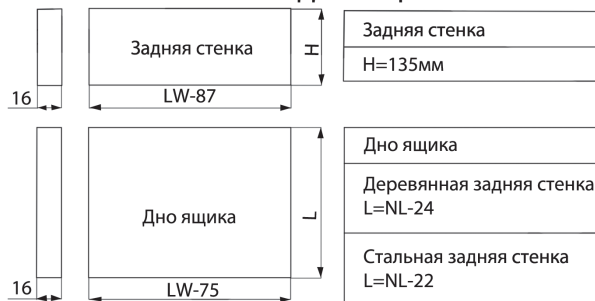 Задняя стенка
H
16
LW-87
Задняя стенка
H=135мм
Дно ящика
L
16
LW-75
Дно ящика
Деревянная задняя стенка
L=NL-24
Стальная задняя стенка
L=NL-22